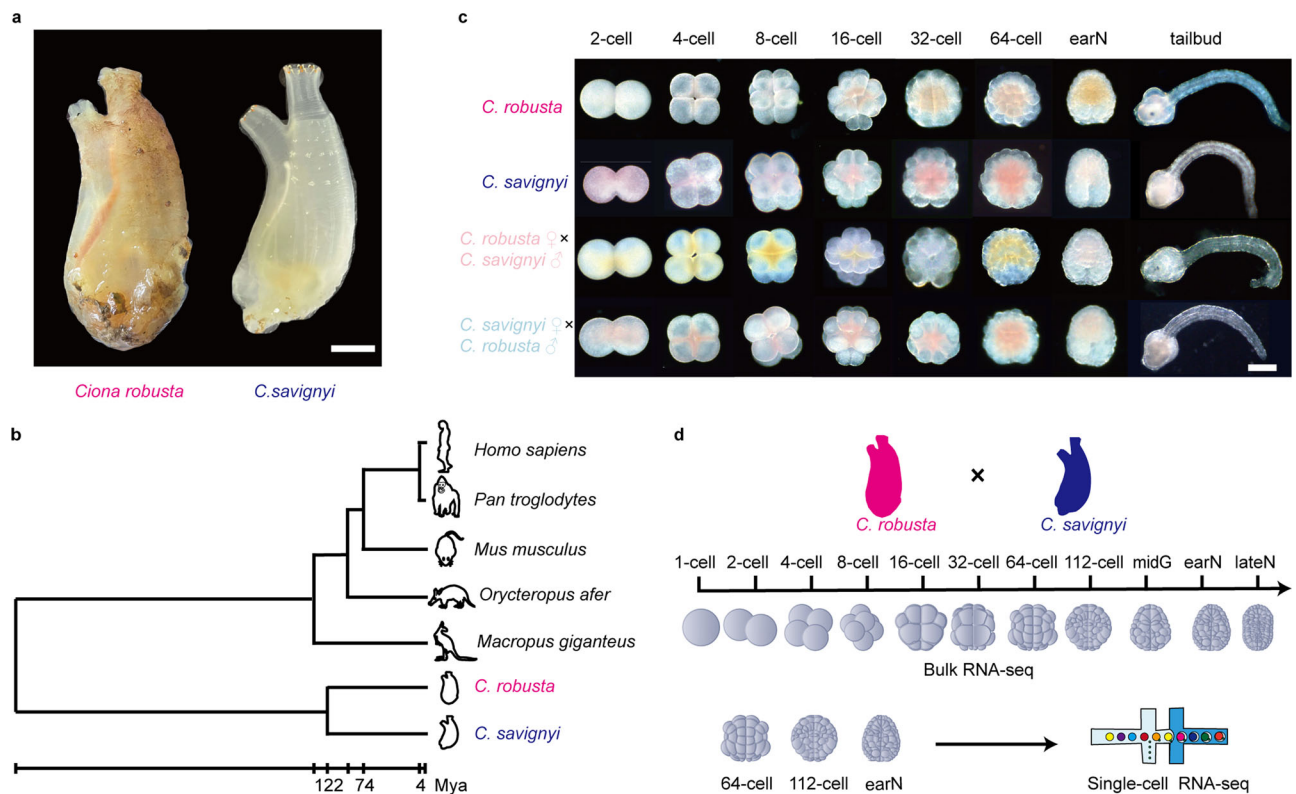 a
Ciona robusta
C.savignyi
b
Homo sapiens
Pan troglodytes
Mus musculus
Orycteropus afer
Macropus giganteus
C. robusta
C. savignyi
122 74 4 Mya
c
2-cell 4-cell 8-cell 16-cell 32-cell 64-cell earN tailbud
C. robusta
C. savignyi
C. robusta ♀ ×
C. savignyi ♂
C. savignyi ♀ ×
C. robusta ♂
d
×
C. robusta
C. savignyi
1-cell 2-cell 4-cell 8-cell 16-cell 32-cell 64-cell 112-cell midG earN lateN
Bulk RNA-seq
64-cell 112-cell earN
Single-cell RNA-seq